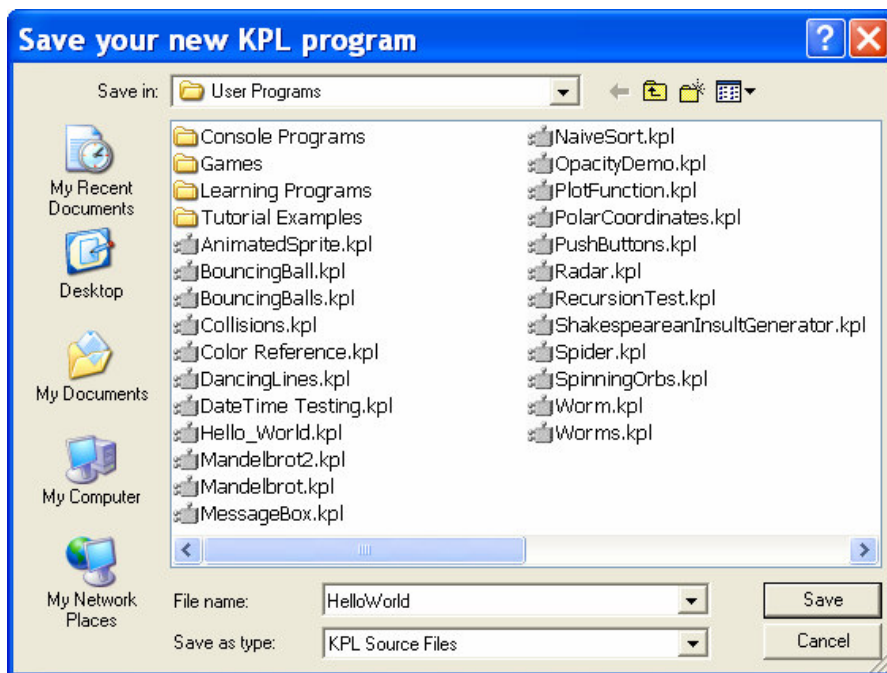 Save your new KPL program
Save in:
User Programs
My Recent
Documents
Desktop
My Documents
My Computer
My Network
Places
Console Programs
Games
Learning Programs
Tutorial Examples
AnimatedSprite.kpl
BouncingBall.kpl
BouncingBalls.kpl
Collisions.kpl
Color Reference.kpl
DancingLines.kpl
DateTime Testing.kpl
Hello_World.kpl
Mandelbrot2.kpl
Mandelbrot.kpl
MessageBox.kpl
NaiveSort.kpl
OpacityDemo.kpl
PlotFunction.kpl
PolarCoordinates.kpl
PushButtons.kpl
Radar.kpl
RecursionTest.kpl
ShakespeareanInsultGenerator.kpl
Spider.kpl
SpinningOrbs.kpl
Worm.kpl
Worms.kpl
File name:
HelloWorld
Save
Save as type:
KPL Source Files
Cancel